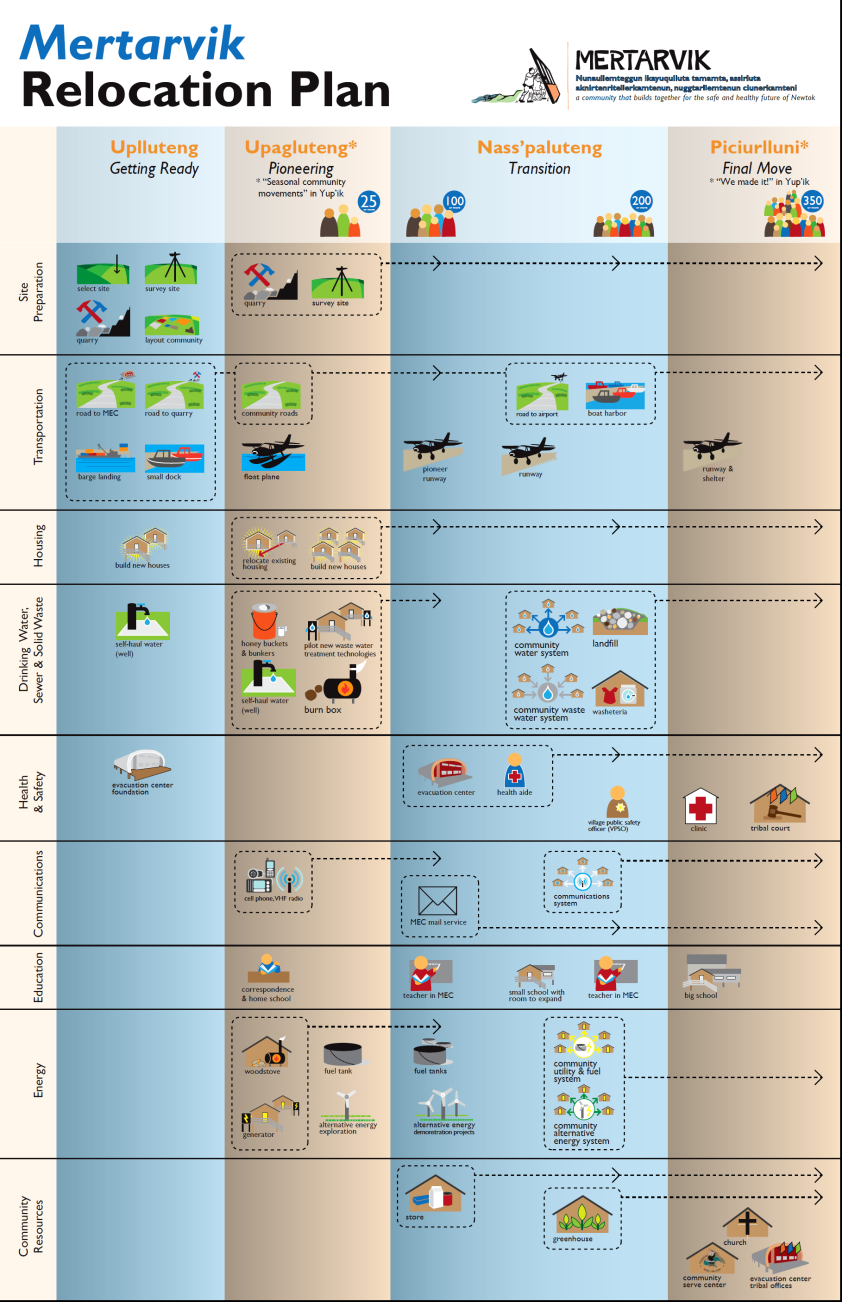 Mertarvik
Relocation Plan
MERTARVIK
Nunaullemteggun ikayuqulluta tamamta, assirluta
aknirtenritellerkamtenun, nuggtarllemtenun ciunerkamteni
a community that builds together for the safe and healthy future of Newtok
Uplluteng
Getting Ready
Upagluteng*
Pioneering
* "Seasonal community
movements" in Yup'ik
25
Nass'paluteng
Transition
100
200
Piciurlluni*
Final Move
* "We made it!" in Yup'ik
350
Site
Preparation
select site
survey site
quarry
layout community
quarry
survey site
Transportation
road to MEC
road to quarry
barge landing
small dock
community roads
float plane
pioneer
runway
road to airport
boat harbor
runway
runway &
shelter
Housing
build new houses
relocate existing
housing
build new houses
Drinking Water,
Sewer & Solid Waste
self-haul water
(well)
honey buckets
& bunkers
pilot new waste water
treatment technologies
self-haul water
(well)
burn box
community
water system
landfill
community waste
water system
washeteria
Health
& Safety
evacuation center
foundation
evacuation center
health aide
village public safety
officer (VPSO)
clinic
tribal court
Communications
cell phone, VHF radio
MEC mail service
communications
system
Education
correspondence
& home school
teacher in MEC
small school with
room to expand
teacher in MEC
big school
Energy
woodstove
fuel tank
generator
alternative energy
exploration
fuel tanks
alternative energy
demonstration projects
community
utility & fuel
system
community
alternative
energy system
Community
Resources
store
greenhouse
church
community
serve center
evacuation center
tribal offices